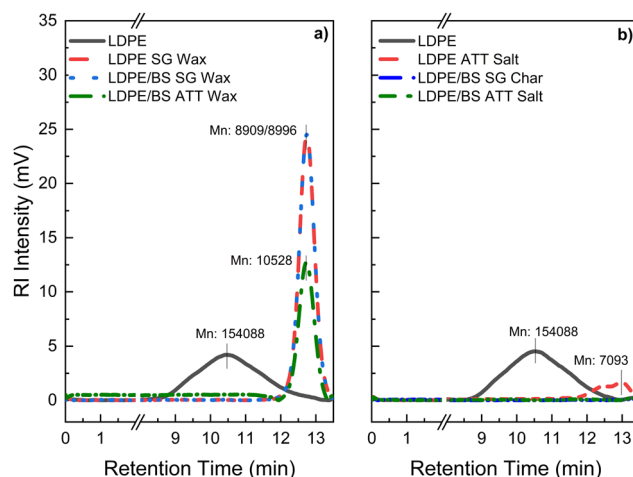 35
30
25
20
15
10
5
0
RI Intensity (mV)
a)
LDPE
LDPE SG Wax
LDPE/BS SG Wax
LDPE/BS ATT Wax
Mn: 8909/8996
Mn: 10528
Mn: 154088
0 1 9 10 11 12 13
Retention Time (min)
b)
LDPE
LDPE ATT Salt
LDPE/BS SG Char
LDPE/BS ATT Salt
Mn: 154088
Mn: 7093
0 1 9 10 11 12 13
Retention Time (min)